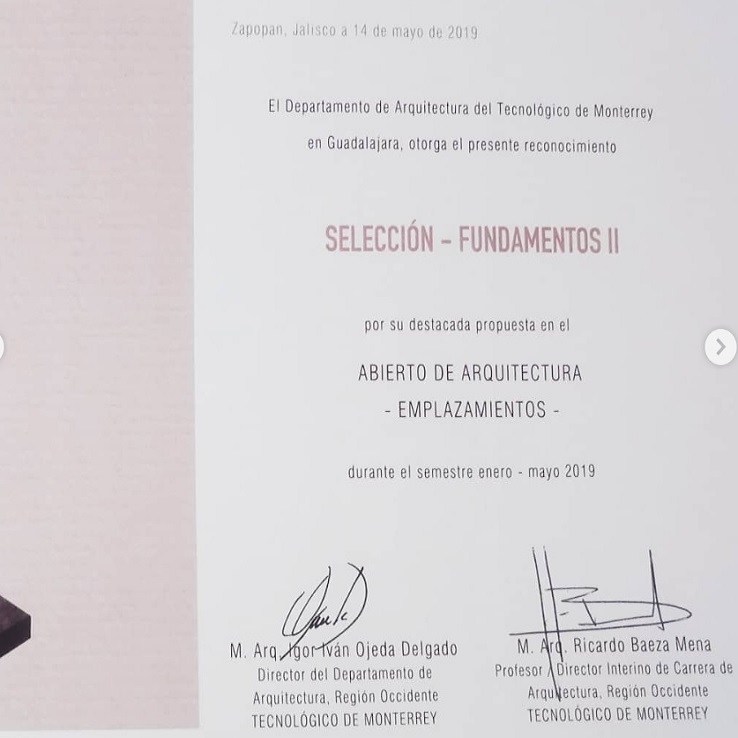 Zapopan, Jalisco a 14 de mayo de 2019
El Departamento de Arquitectura del Tecnológico de Monterrey
en Guadalajara, otorga el presente reconocimiento
SELECCIÓN - FUNDAMENTOS II
por su destacada propuesta en el
ABIERTO DE ARQUITECTURA
- EMPLAZAMIENTOS -
durante el semestre enero - mayo 2019
M. Arq. Igor Iván Ojeda Delgado
Director del Departamento de
Arquitectura, Región Occidente
TECNOLÓGICO DE MONTERREY
M. Arq. Ricardo Baeza Mena
Profesor / Director Interino de Carrera de
Arquitectura, Región Occidente
TECNOLÓGICO DE MONTERREY